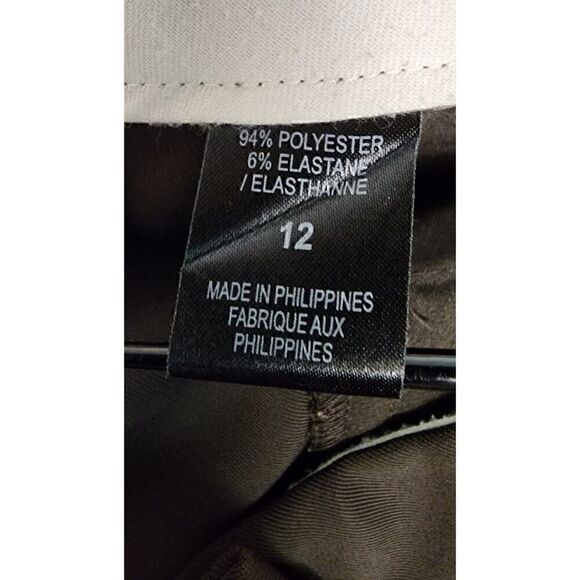 94% POLYESTER
6% ELASTANE
/ ELASTHANNE
12
MADE IN PHILIPPINES
FABRIQUE AUX
PHILIPPINES